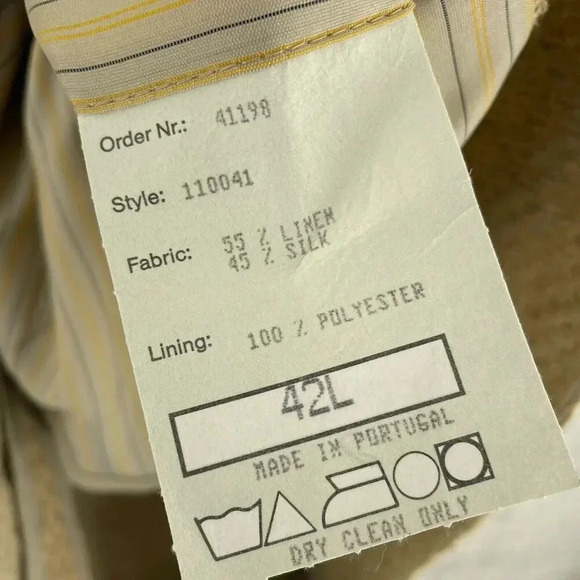 Order Nr.: 41198
Style: 110041
Fabric: 55 % LINEN
45 % SILK
Lining: 100 % POLYESTER
42L
MADE IN PORTUGAL
DRY CLEAN ONLY